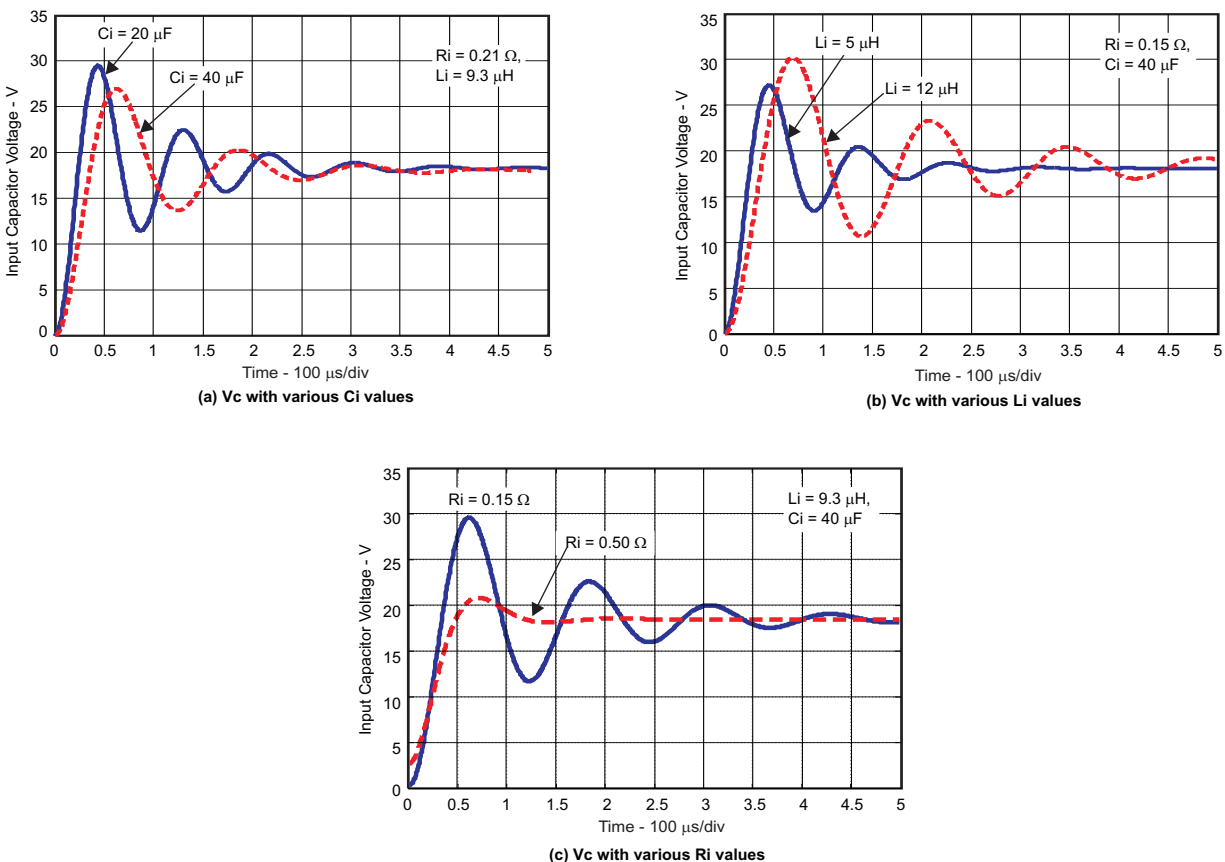 35
30
25
20
15
10
5
0
Input Capacitor Voltage - V
Ci = 20 μF
Ci = 40 μF
Ri = 0.21 Ω,
Li = 9.3 μH
0 0.5 1 1.5 2 2.5 3 3.5 4 4.5 5
Time - 100 μs/div
(a) Vc with various Ci values
35
30
25
20
15
10
5
0
Input Capacitor Voltage - V
Li = 5 μH
Li = 12 μH
Ri = 0.15 Ω,
Ci = 40 μF
0 0.5 1 1.5 2 2.5 3 3.5 4 4.5 5
Time - 100 μs/div
(b) Vc with various Li values
35
30
25
20
15
10
5
0
Input Capacitor Voltage - V
Ri = 0.15 Ω
Ri = 0.50 Ω
Li = 9.3 μH,
Ci = 40 μF
0 0.5 1 1.5 2 2.5 3 3.5 4 4.5 5
Time - 100 μs/div
(c) Vc with various Ri values